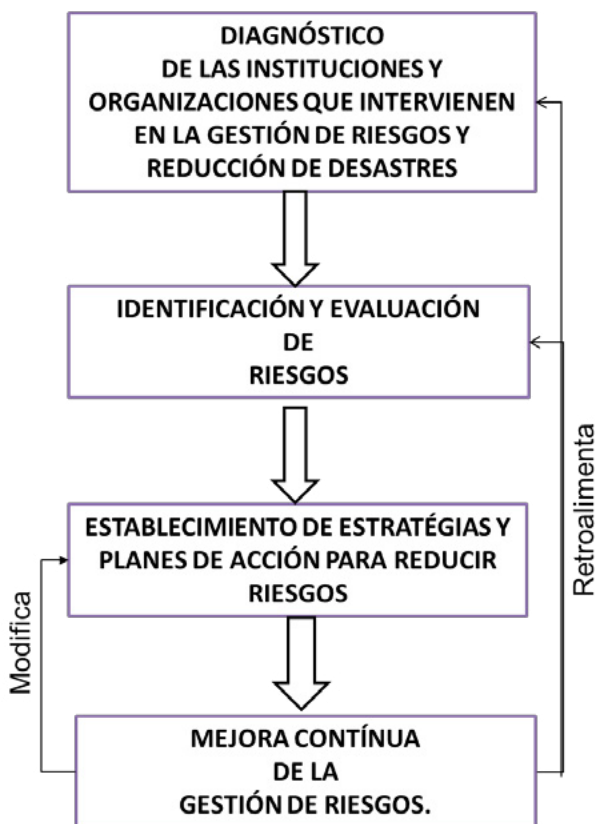 DIAGNÓSTICO
DE LAS INSTITUCIONES Y
ORGANIZACIONES QUE INTERVIENEN
EN LA GESTIÓN DE RIESGOS Y
REDUCCIÓN DE DESASTRES
IDENTIFICACIÓN Y EVALUACIÓN
DE
RIESGOS
ESTABLECIMIENTO DE ESTRATÉGIAS Y
PLANES DE ACCIÓN PARA REDUCIR
RIESGOS
MEJORA CONTÍNUA
DE LA
GESTIÓN DE RIESGOS.
Modifica
Retroalimenta